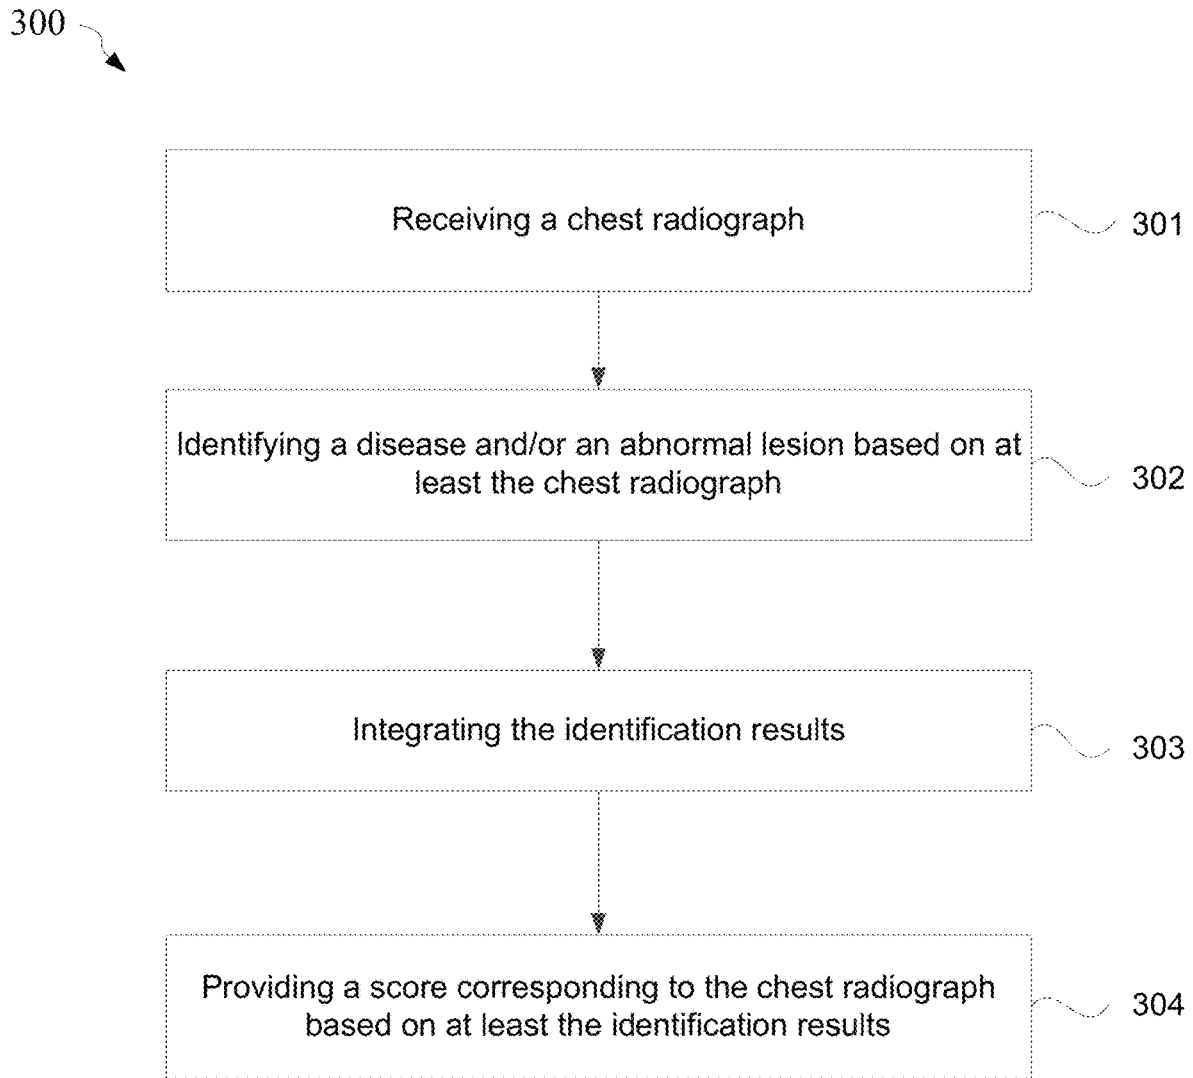 300
Receiving a chest radiograph
301
Identifying a disease and/or an abnormal lesion based on at
least the chest radiograph
302
Integrating the identification results
303
Providing a score corresponding to the chest radiograph
based on at least the identification results
304